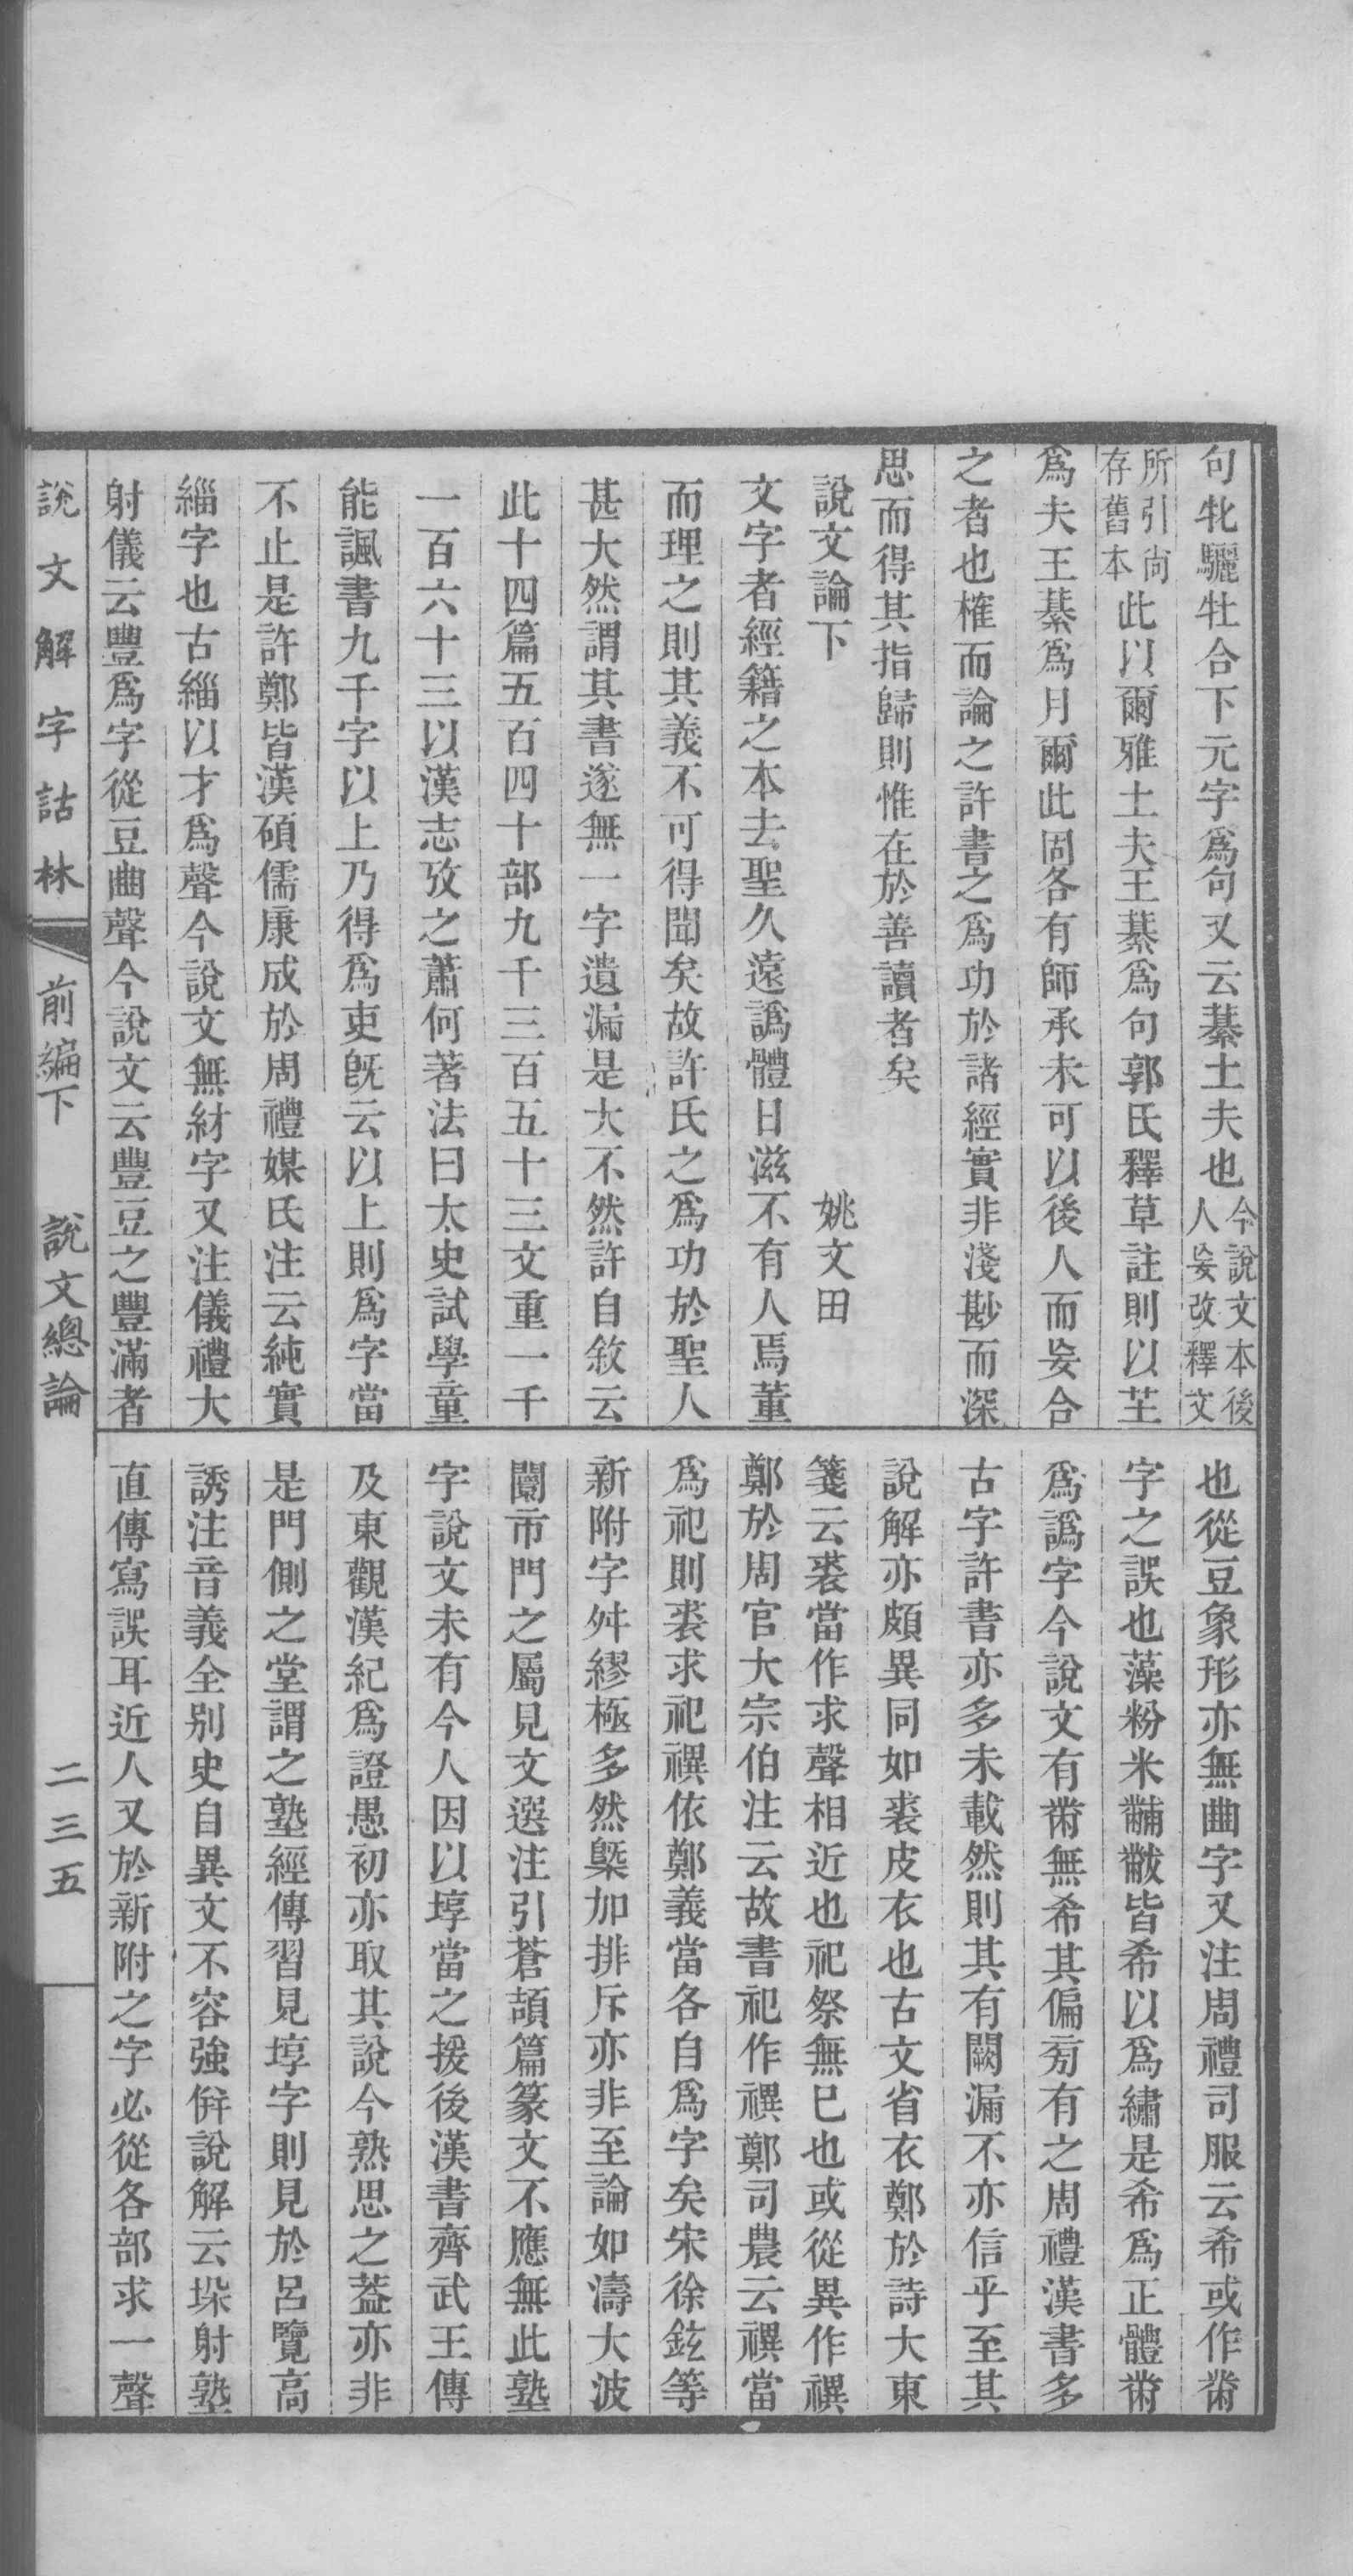 句牝驪牡合下元字爲句又云綦土夫也今說文本後人妄改釋文
所引尚存舊本此以爾雅土夫王綦爲句郭氏釋草註則以芏
爲夫王綦爲月爾此固各有師承未可以後人而妄合
之者也榷而論之許書之爲功於諸經實非淺尠而深
思而得其指歸則惟在於善讀者矣
說文論下 姚文田
文字者經籍之本去聖久遠譌體日滋不有人焉董
而理之則其義不可得聞矣故許氏之爲功於聖人
甚大然謂其書遂無一字遺漏是大不然許自敘云
此十四篇五百四十部九千三百五十三文重一千
一百六十三以漢志攷之蕭何著法曰太史試學童
能諷書九千字以上乃得爲吏旣云以上則爲字當
不止是許鄭皆漢碩儒康成於周禮媒氏注云純實
緇字也古緇以才爲聲今說文無紂字又注儀禮大
射儀云豐爲字從豆曲聲今說文云豐豆之豐滿者
也從豆象形亦無曲字又注周禮司服云希或作黹
字之誤也藻粉米黼黻皆希以爲繡是希爲正體黹
爲譌字今說文有黹無希其偏旁有之周禮漢書多
古字許書亦多未載然則其有闕漏不亦信乎至其
說解亦頗異同如裘皮衣也古文省衣鄭於詩大東
箋云裘當作求聲相近也祀祭無已也或從異作禩
鄭於周官大宗伯注云故書祀作禩鄭司農云禩當
爲祀則裘求祀禩依鄭義當各自爲字矣宋徐鉉等
新附字舛繆極多然槩加排斥亦非至論如濤大波
闤市門之屬見文選注引蒼頡篇篆文不應無此塾
字說文未有今人因以埻當之援後漢書齊武王傳
及東觀漢紀爲證愚初亦取其說今熟思之葢亦非
是門側之堂謂之塾經傳習見埻字則見於呂覽高
誘注音義全别史自異文不容強併說解云垛射塾
直傳寫誤耳近人又於新附之字必從各部求一聲
說文解字詁林 前編下 說文總論 二三五